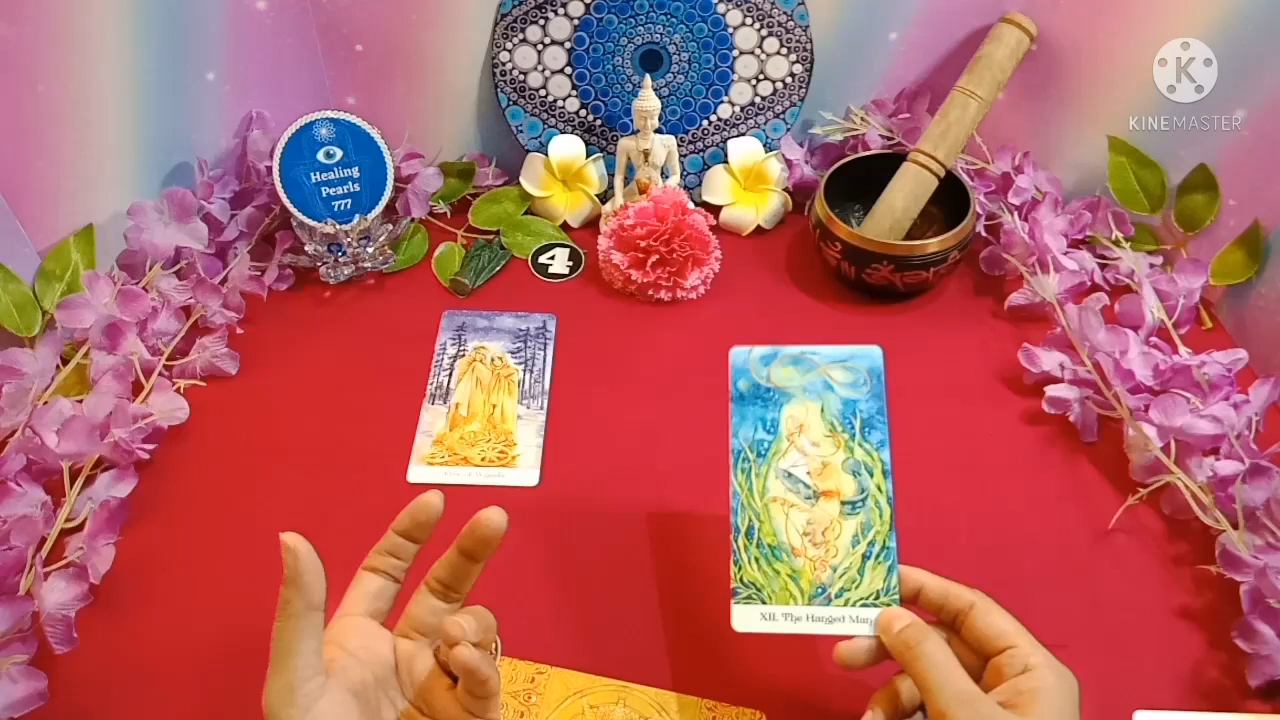 KINEMASTER
Healing
Pearls
777
4
XII. The Hanged Man